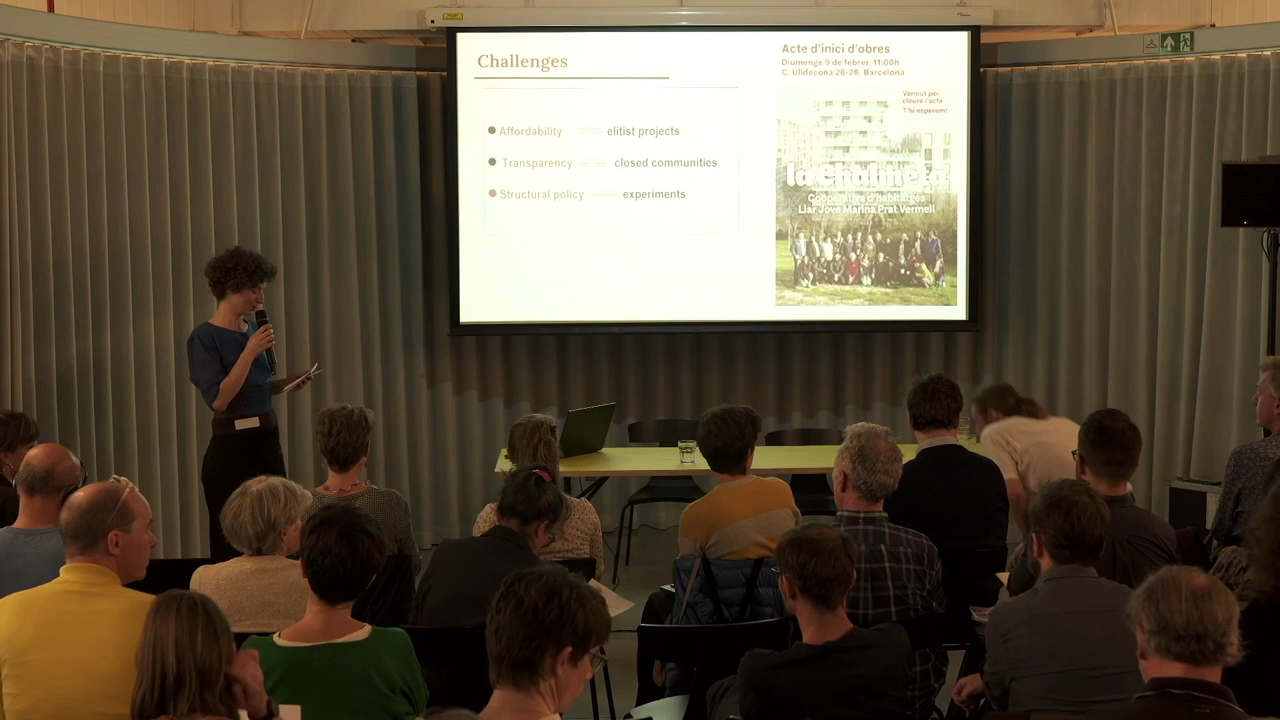 Challenges
Affordability elitist projects
Transparency closed communities
Structural policy experiments
Acte d'inici d'obres
Diumenge 9 de febrer, 11:00h
C. Ulldecona 26-28. Barcelona
Vermut per
cloure l'acte
T'hi esperem!
la Chalmeta
Cooperativa d'habitatges
Llar Jove Marina Prat Vermell